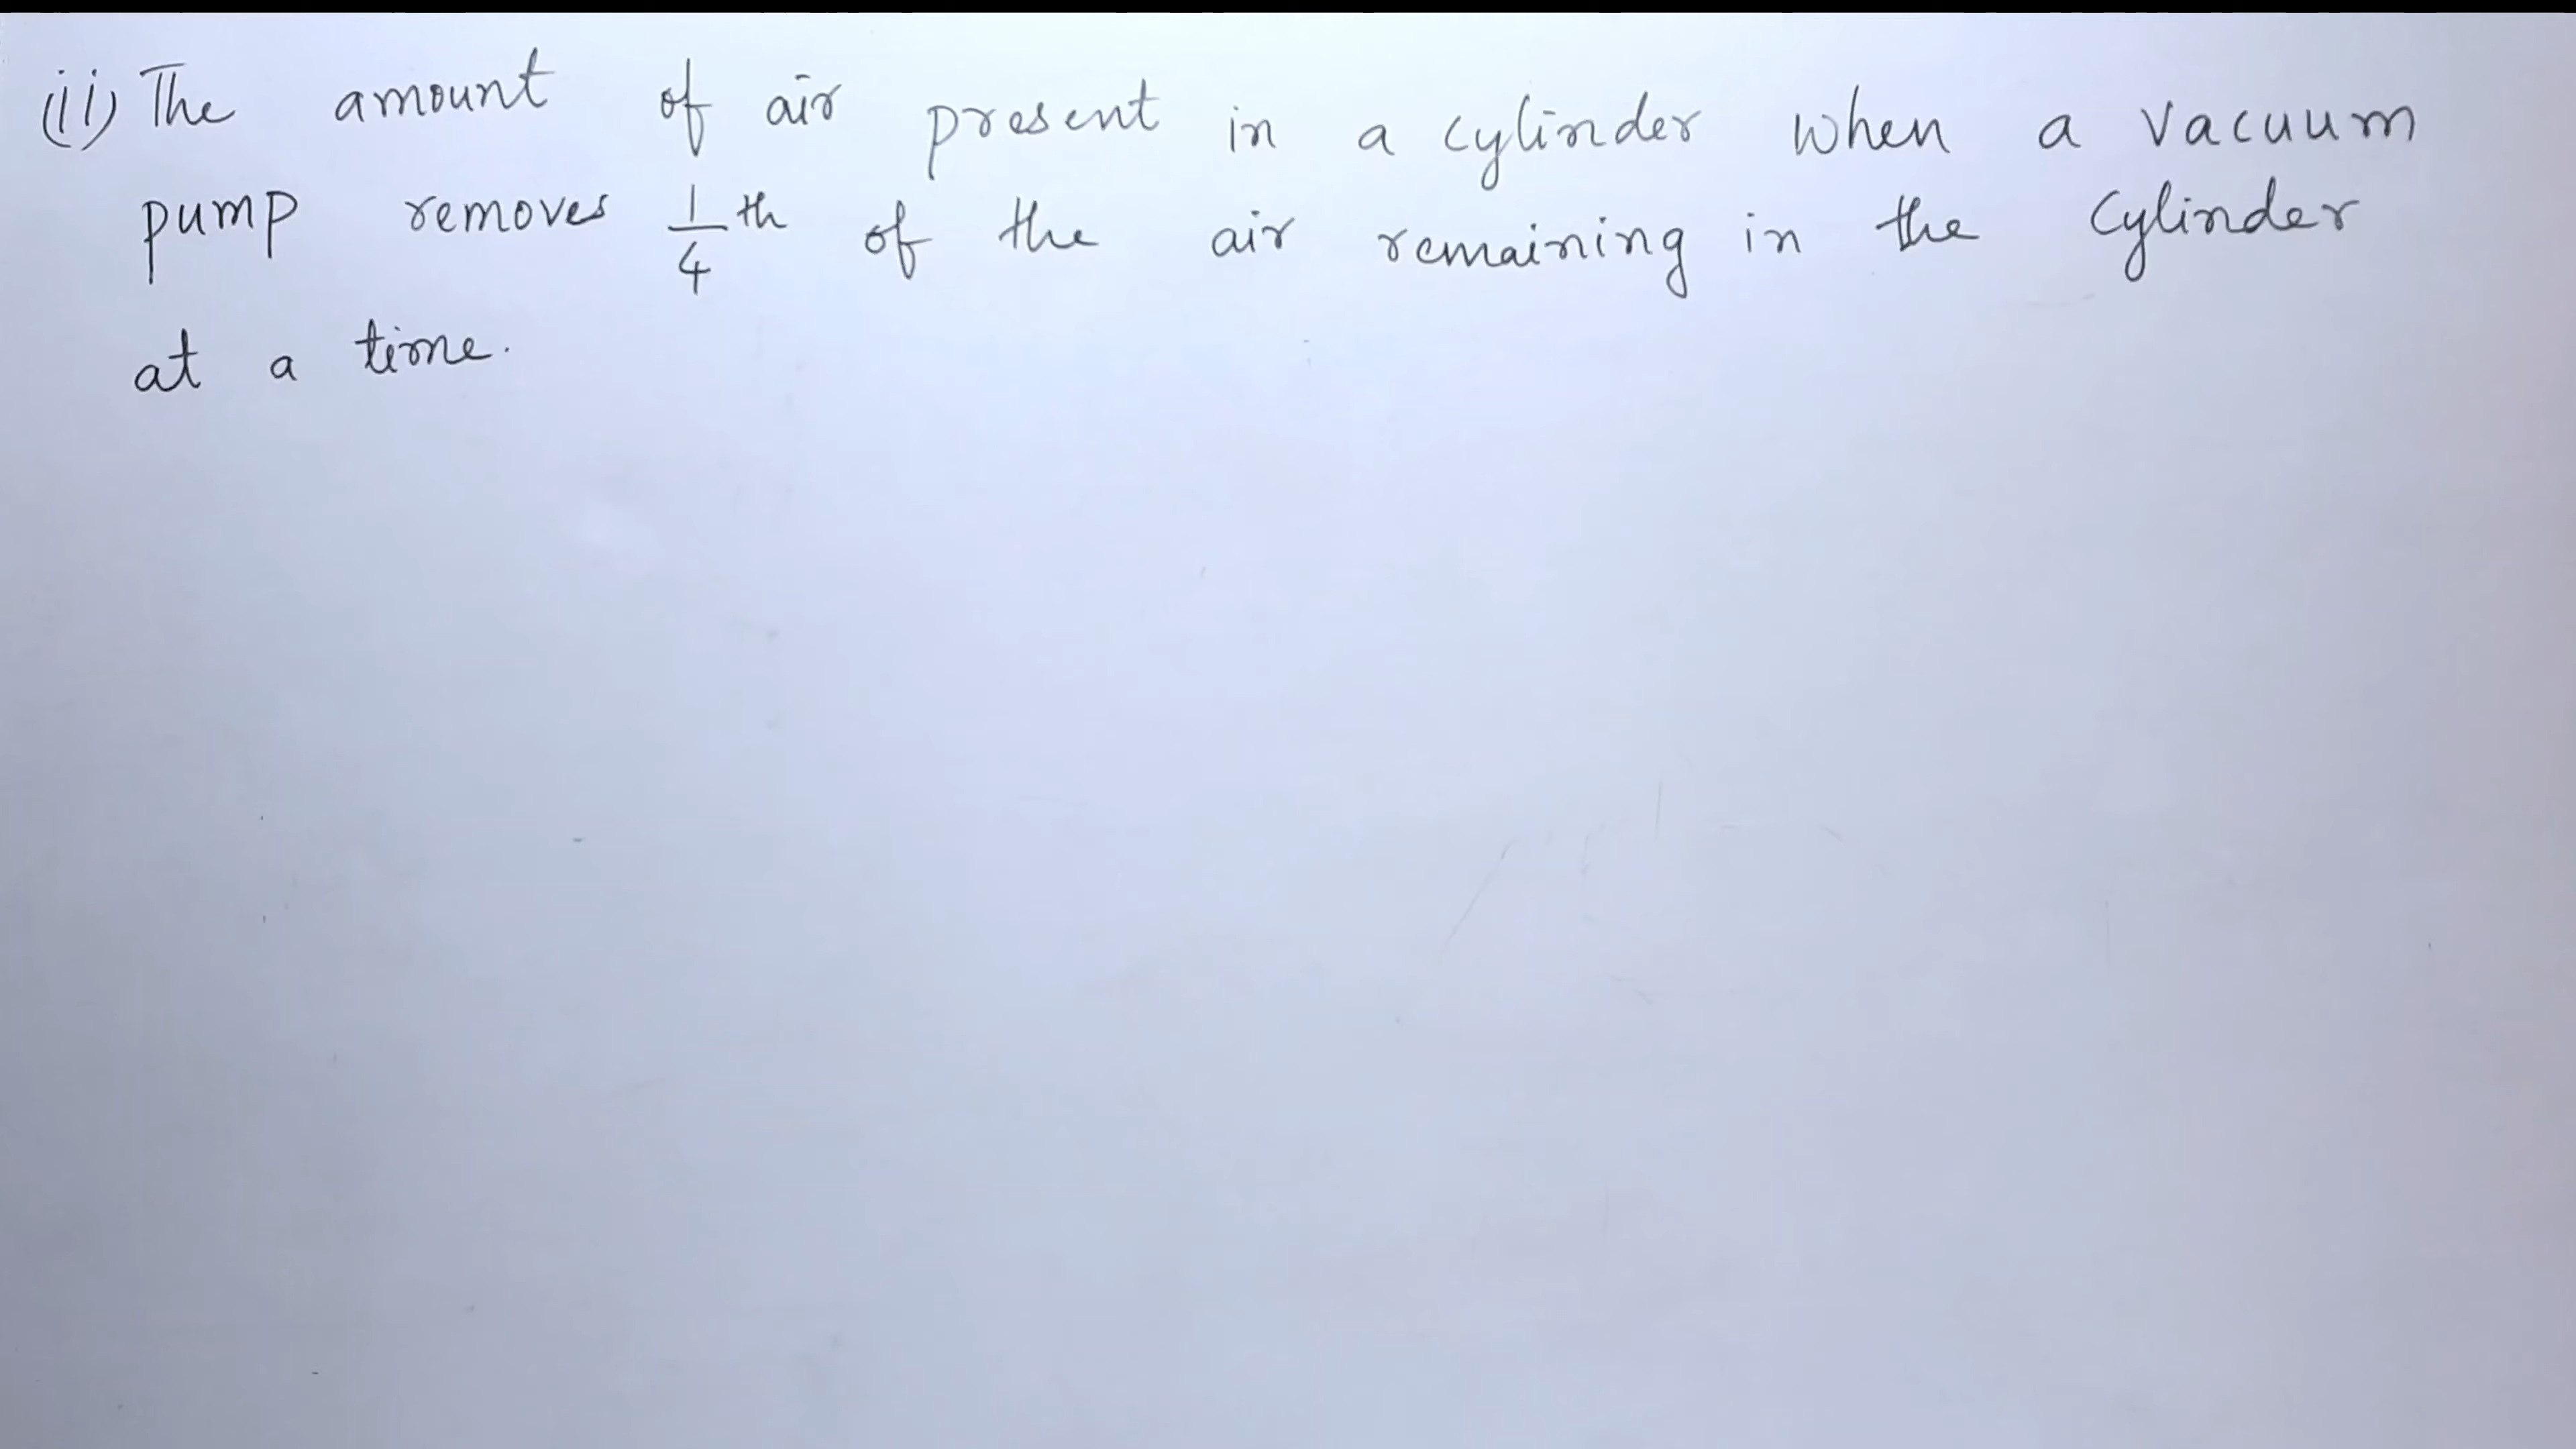 (ii) The amount of air present in a cylinder when a vacuum
pump removes 1/4 th of the air remaining in the cylinder
at a time.